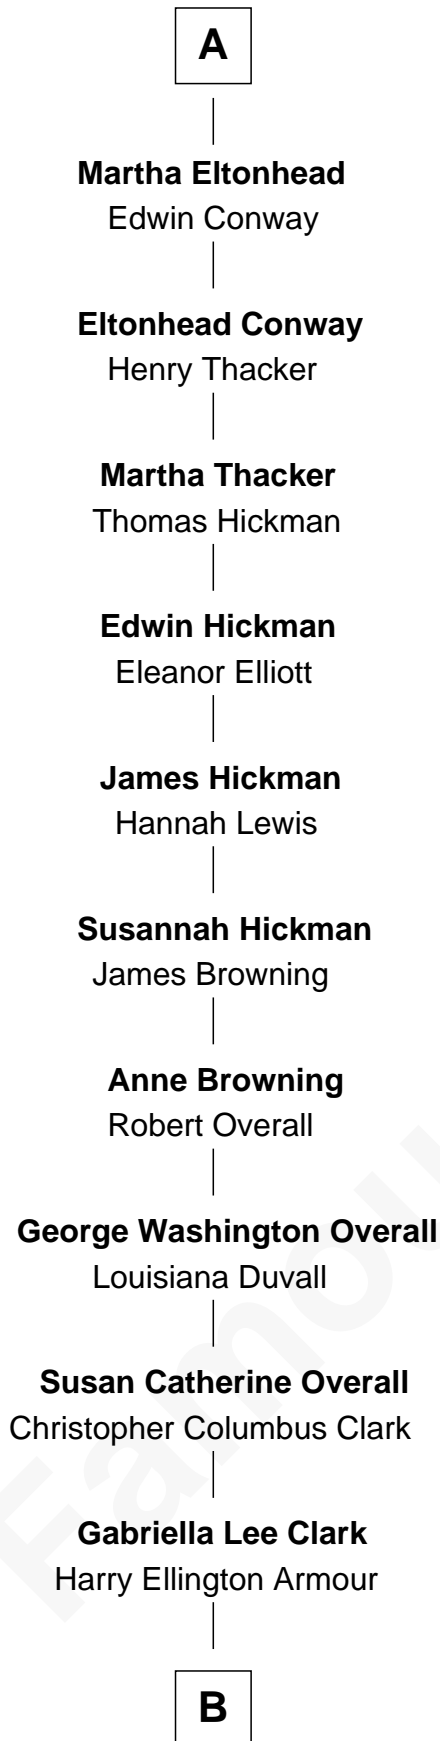 A
Martha Eltonhead
Edwin Conway
Eltonhead Conway
Henry Thacker
Martha Thacker
Thomas Hickman
Edwin Hickman
Eleanor Elliott
James Hickman
Hannah Lewis
Susannah Hickman
James Browning
Anne Browning
Robert Overall
George Washington Overall
Louisiana Duvall
Susan Catherine Overall
Christopher Columbus Clark
Gabriella Lee Clark
Harry Ellington Armour
B
Famou